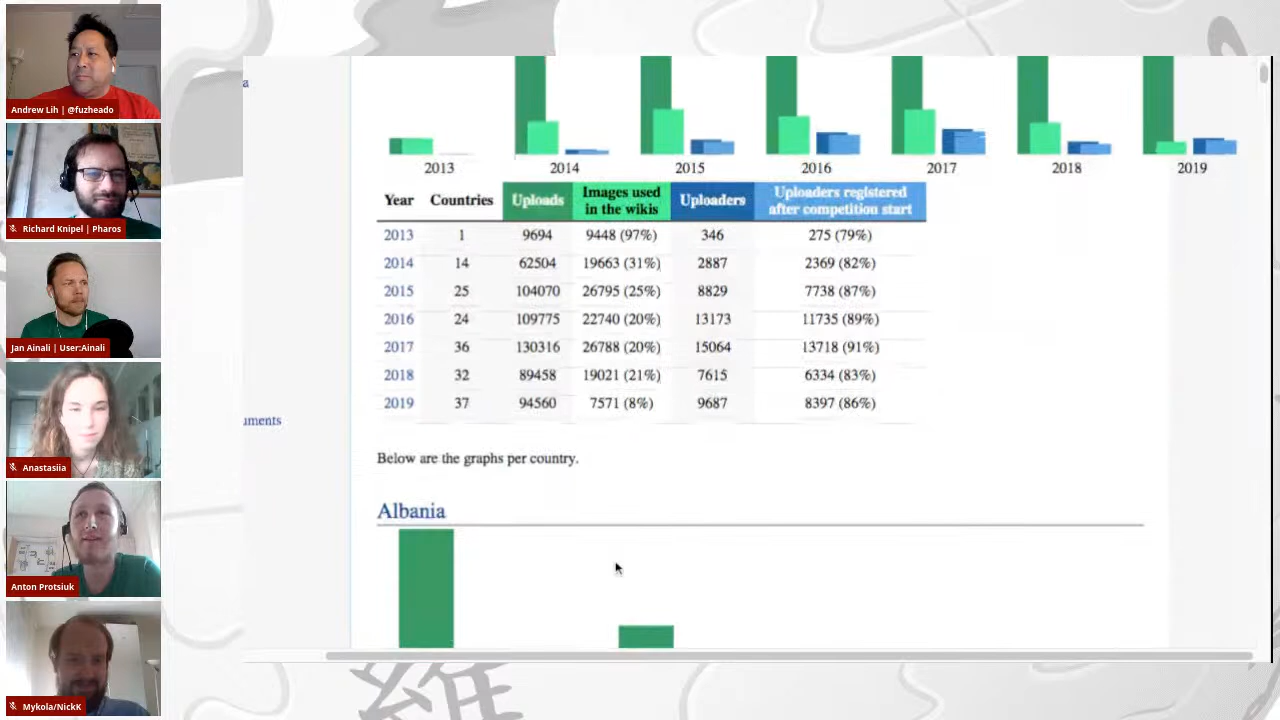 Andrew Lih | @fuzheado
Richard Knipel | Pharos
Jan Ainali | User:Ainali
Anastasiia
Anton Protsiuk
Mykola/NickK
a
uments
2013 2014 2015 2016 2017 2018 2019
Year Countries Uploads Images used in the wikis Uploaders Uploaders registered after competition start
2013 1 9694 9448 (97%) 346 275 (79%)
2014 14 62504 19663 (31%) 2887 2369 (82%)
2015 25 104070 26795 (25%) 8829 7738 (87%)
2016 24 109775 22740 (20%) 13173 11735 (89%)
2017 36 130316 26788 (20%) 15064 13718 (91%)
2018 32 89458 19021 (21%) 7615 6334 (83%)
2019 37 94560 7571 (8%) 9687 8397 (86%)
Below are the graphs per country.
Albania
維